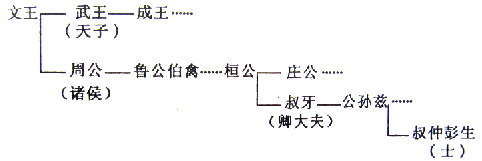 文王 武王 成王……
(天子)
周公 鲁公伯禽……桓公 庄公……
(诸侯) 叔牙 公孙兹……
(卿大夫)
叔仲彭生
(士)